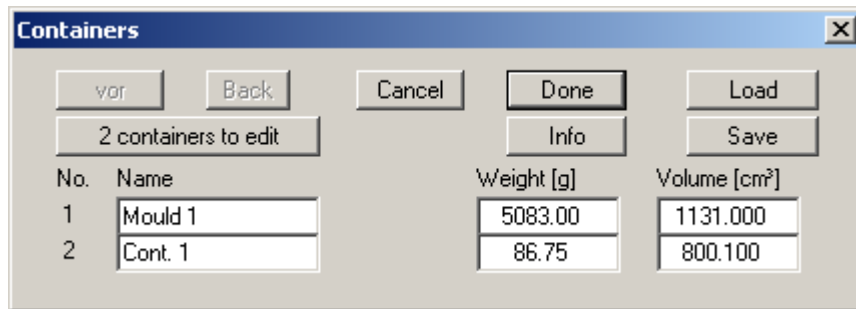 Containers
vor Back Cancel Done Load
2 containers to edit Info Save
No. Name Weight [g] Volume [cm³]
1 Mould 1 5083.00 1131.000
2 Cont. 1 86.75 800.100